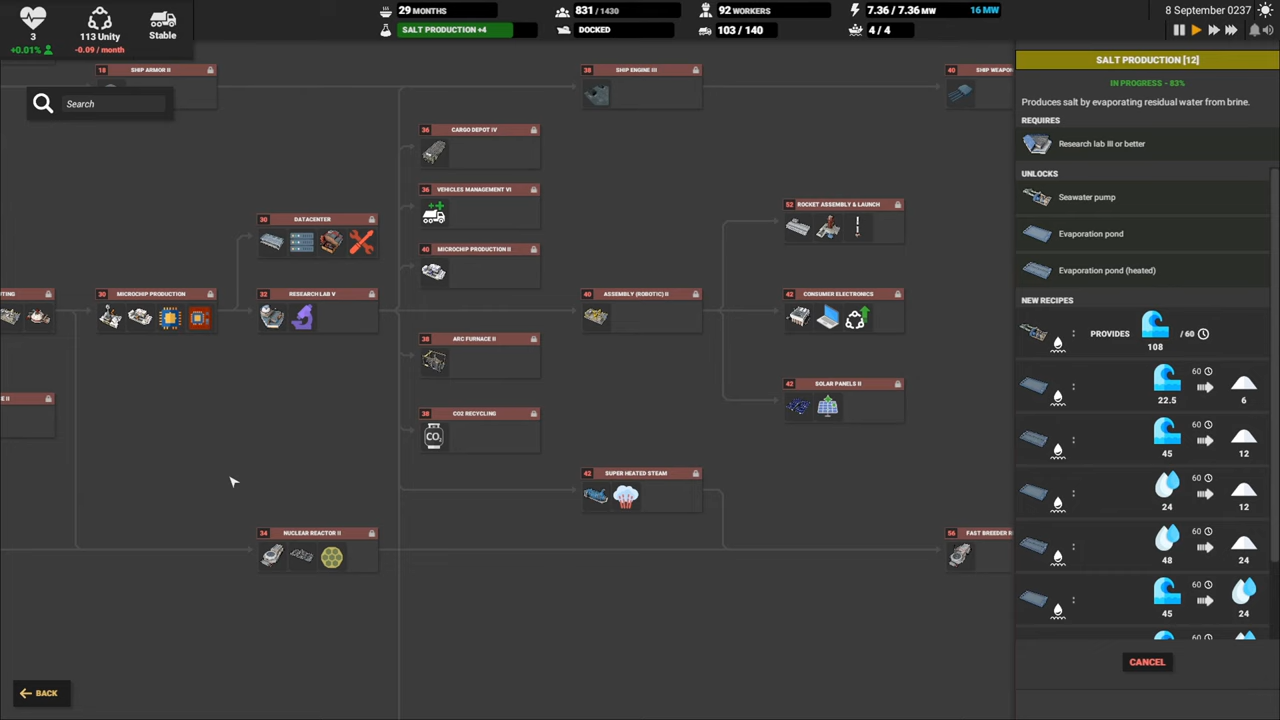 3
+0.01%
113 Unity
-0.09 / month
Stable
29 MONTHS
SALT PRODUCTION +4
831 / 1430
DOCKED
92 WORKERS
103 / 140
7.36 / 7.36 MW
16 MW
4 / 4
8 September 0237
18 SHIP ARMOR II
38 SHIP ENGINE III
40 SHIP WEAPO
Search
36 CARGO DEPOT IV
36 VEHICLES MANAGEMENT VI
30 DATACENTER
52 ROCKET ASSEMBLY & LAUNCH
40 MICROCHIP PRODUCTION II
UTING
30 MICROCHIP PRODUCTION
32 RESEARCH LAB V
40 ASSEMBLY (ROBOTIC) II
42 CONSUMER ELECTRONICS
38 ARC FURNACE II
42 SOLAR PANELS II
E II
38 CO2 RECYCLING
CO2
42 SUPER HEATED STEAM
34 NUCLEAR REACTOR II
56 FAST BREEDER R
BACK
SALT PRODUCTION [12]
IN PROGRESS - 83%
Produces salt by evaporating residual water from brine.
REQUIRES
Research lab III or better
UNLOCKS
Seawater pump
Evaporation pond
Evaporation pond (heated)
NEW RECIPES
: PROVIDES 108 / 60
: 22.5 60 6
: 45 60 12
: 24 60 12
: 48 60 24
: 45 60 24
60
CANCEL